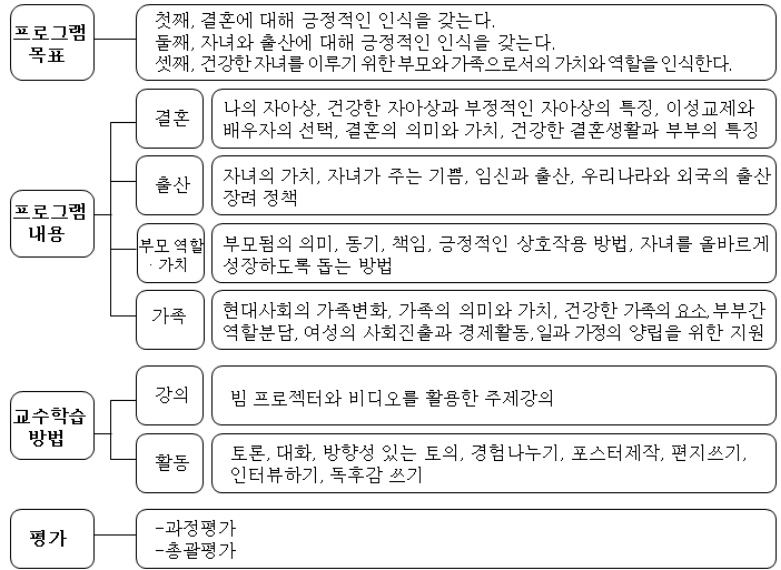 프로그램
목표
첫째, 결혼에 대해 긍정적인 인식을 갖는다.
둘째, 자녀와 출산에 대해 긍정적인 인식을 갖는다.
셋째, 건강한 자녀를 이루기 위한 부모와 가족으로서의 가치와 역할을 인식한다.
프로그램
내용
결혼
나의 자아상, 건강한 자아상과 부정적인 자아상의 특징, 이성교제와
배우자의 선택, 결혼의 의미와 가치, 건강한 결혼생활과 부부의 특징
출산
자녀의 가치, 자녀가 주는 기쁨, 임신과 출산, 우리나라와 외국의 출산
장려 정책
부모 역할
· 가치
부모됨의 의미, 동기, 책임, 긍정적인 상호작용 방법, 자녀를 올바르게
성장하도록 돕는 방법
가족
현대사회의 가족변화, 가족의 의미와 가치, 건강한 가족의 요소, 부부간
역할분담, 여성의 사회진출과 경제활동, 일과 가정의 양립을 위한 지원
교수학습
방법
강의
빔 프로젝터와 비디오를 활용한 주제강의
활동
토론, 대화, 방향성 있는 토의, 경험나누기, 포스터제작, 편지쓰기,
인터뷰하기, 독후감 쓰기
평가
-과정평가
-총괄평가